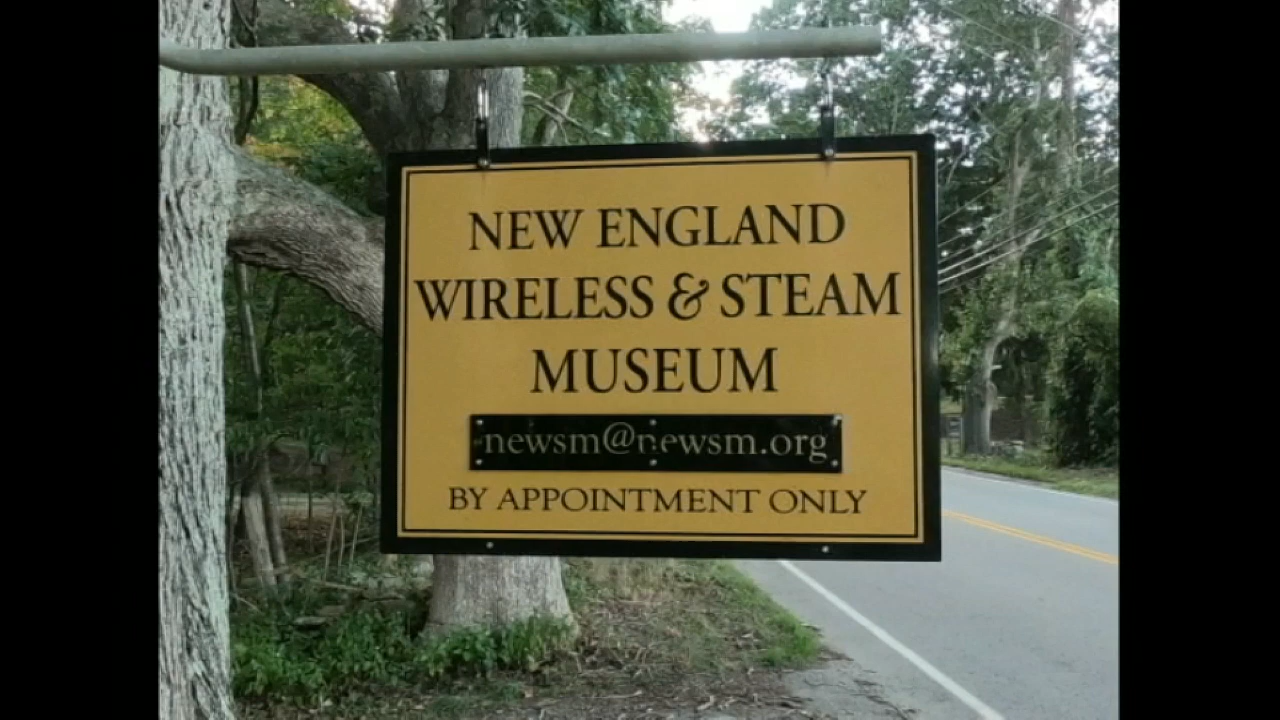 NEW ENGLAND
WIRELESS & STEAM
MUSEUM
newsm@newsm.org
BY APPOINTMENT ONLY